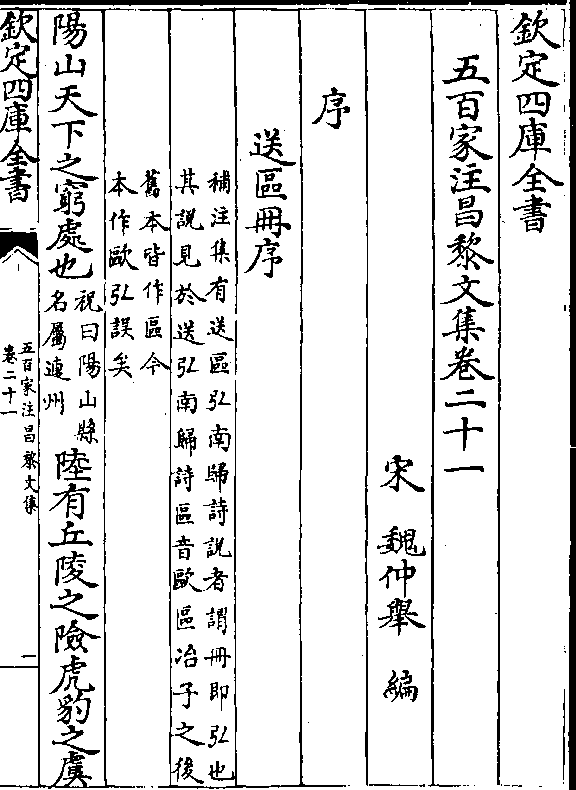 欽定四庫全書
五百家注昌黎文集卷二十一
宋 魏仲舉 編
序
送區冊序
補注集有送區弘南歸詩説者謂冊即弘也
其説見於送弘南歸詩區音歐區冶子之後
舊本皆作區今
本作歐弘誤矣
陽山天下之窮處也祝曰陽山縣
名屬連州陸有丘陵之險虎豹之虞
欽定四庫全書
五百家注昌黎文集
卷二十一
一